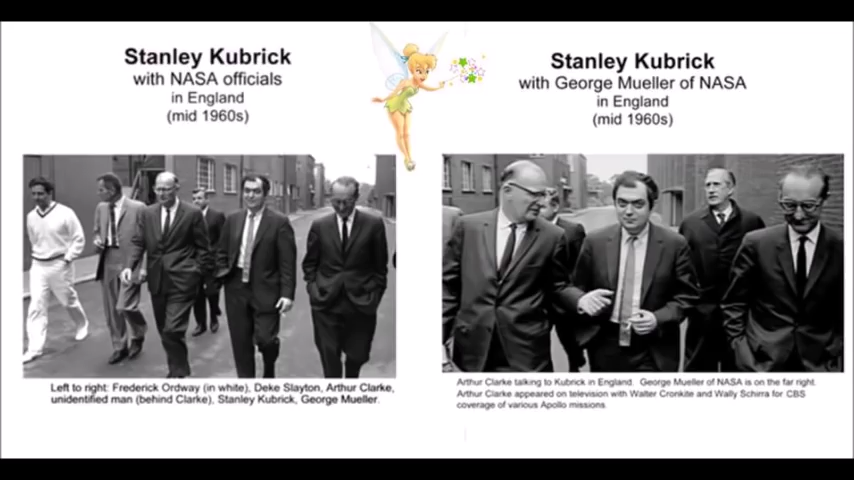 Stanley Kubrick
with NASA officials
in England
(mid 1960s)
Left to right: Frederick Ordway (in white), Deke Slayton, Arthur Clarke,
unidentified man (behind Clarke), Stanley Kubrick, George Mueller.
Stanley Kubrick
with George Mueller of NASA
in England
(mid 1960s)
Arthur Clarke talking to Kubrick in England. George Mueller of NASA is on the far right.
Arthur Clarke appeared on television with Walter Cronkite and Wally Schirra for CBS
coverage of various Apollo missions.